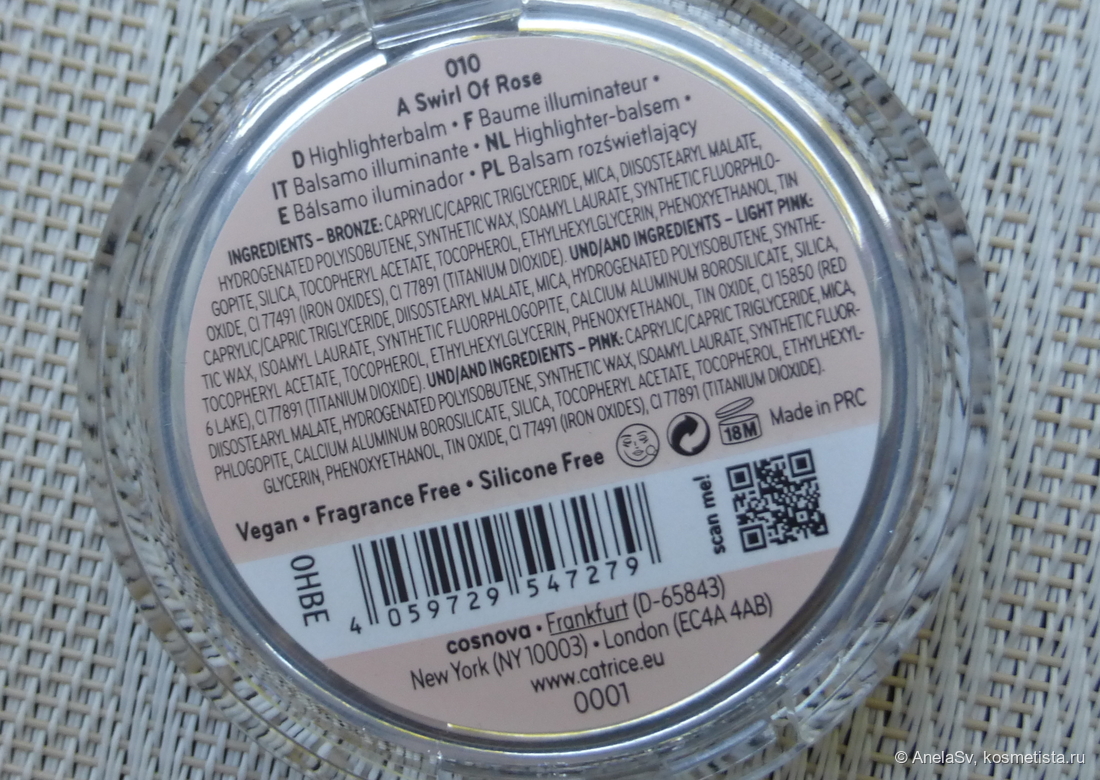 010
A Swirl Of Rose
D Highlighterbalm • F Baume illuminateur •
IT Balsamo illuminante • NL Highlighter-balsem •
E Bálsamo iluminador • PL Balsam rozświetlający
INGREDIENTS – BRONZE: CAPRYLIC/CAPRIC TRIGLYCERIDE, MICA, DIISOSTEARYL MALATE,
HYDROGENATED POLYISOBUTENE, SYNTHETIC WAX, ISOAMYL LAURATE, SYNTHETIC FLUORPHLO-
GOPITE, SILICA, TOCOPHERYL ACETATE, TOCOPHEROL, ETHYLHEXYLGLYCERIN, PHENOXYETHANOL, TIN
OXIDE, CI 77491 (IRON OXIDES), CI 77891 (TITANIUM DIOXIDE). UND/AND INGREDIENTS – LIGHT PINK:
CAPRYLIC/CAPRIC TRIGLYCERIDE, DIISOSTEARYL MALATE, MICA, HYDROGENATED POLYISOBUTENE, SYNTHE-
TIC WAX, ISOAMYL LAURATE, SYNTHETIC FLUORPHLOGOPITE, CALCIUM ALUMINUM BOROSILICATE, SILICA,
TOCOPHERYL ACETATE, TOCOPHEROL, ETHYLHEXYLGLYCERIN, PHENOXYETHANOL, TIN OXIDE, CI 15850 (RED
6 LAKE), CI 77891 (TITANIUM DIOXIDE). UND/AND INGREDIENTS – PINK: CAPRYLIC/CAPRIC TRIGLYCERIDE, MICA,
DIISOSTEARYL MALATE, HYDROGENATED POLYISOBUTENE, SYNTHETIC WAX, ISOAMYL LAURATE, SYNTHETIC FLUOR-
PHLOGOPITE, CALCIUM ALUMINUM BOROSILICATE, SILICA, TOCOPHERYL ACETATE, TOCOPHEROL, ETHYLHEXYL-
GLYCERIN, PHENOXYETHANOL, TIN OXIDE, CI 77491 (IRON OXIDES), CI 77891 (TITANIUM DIOXIDE).
18M Made in PRC
Vegan • Fragrance Free • Silicone Free
OHBE
4 059729 547279
scan me!
cosnova • Frankfurt (D-65843)
New York (NY 10003) • London (EC4A 4AB)
www.catrice.eu
0001
© AnelaSv, kosmetista.ru